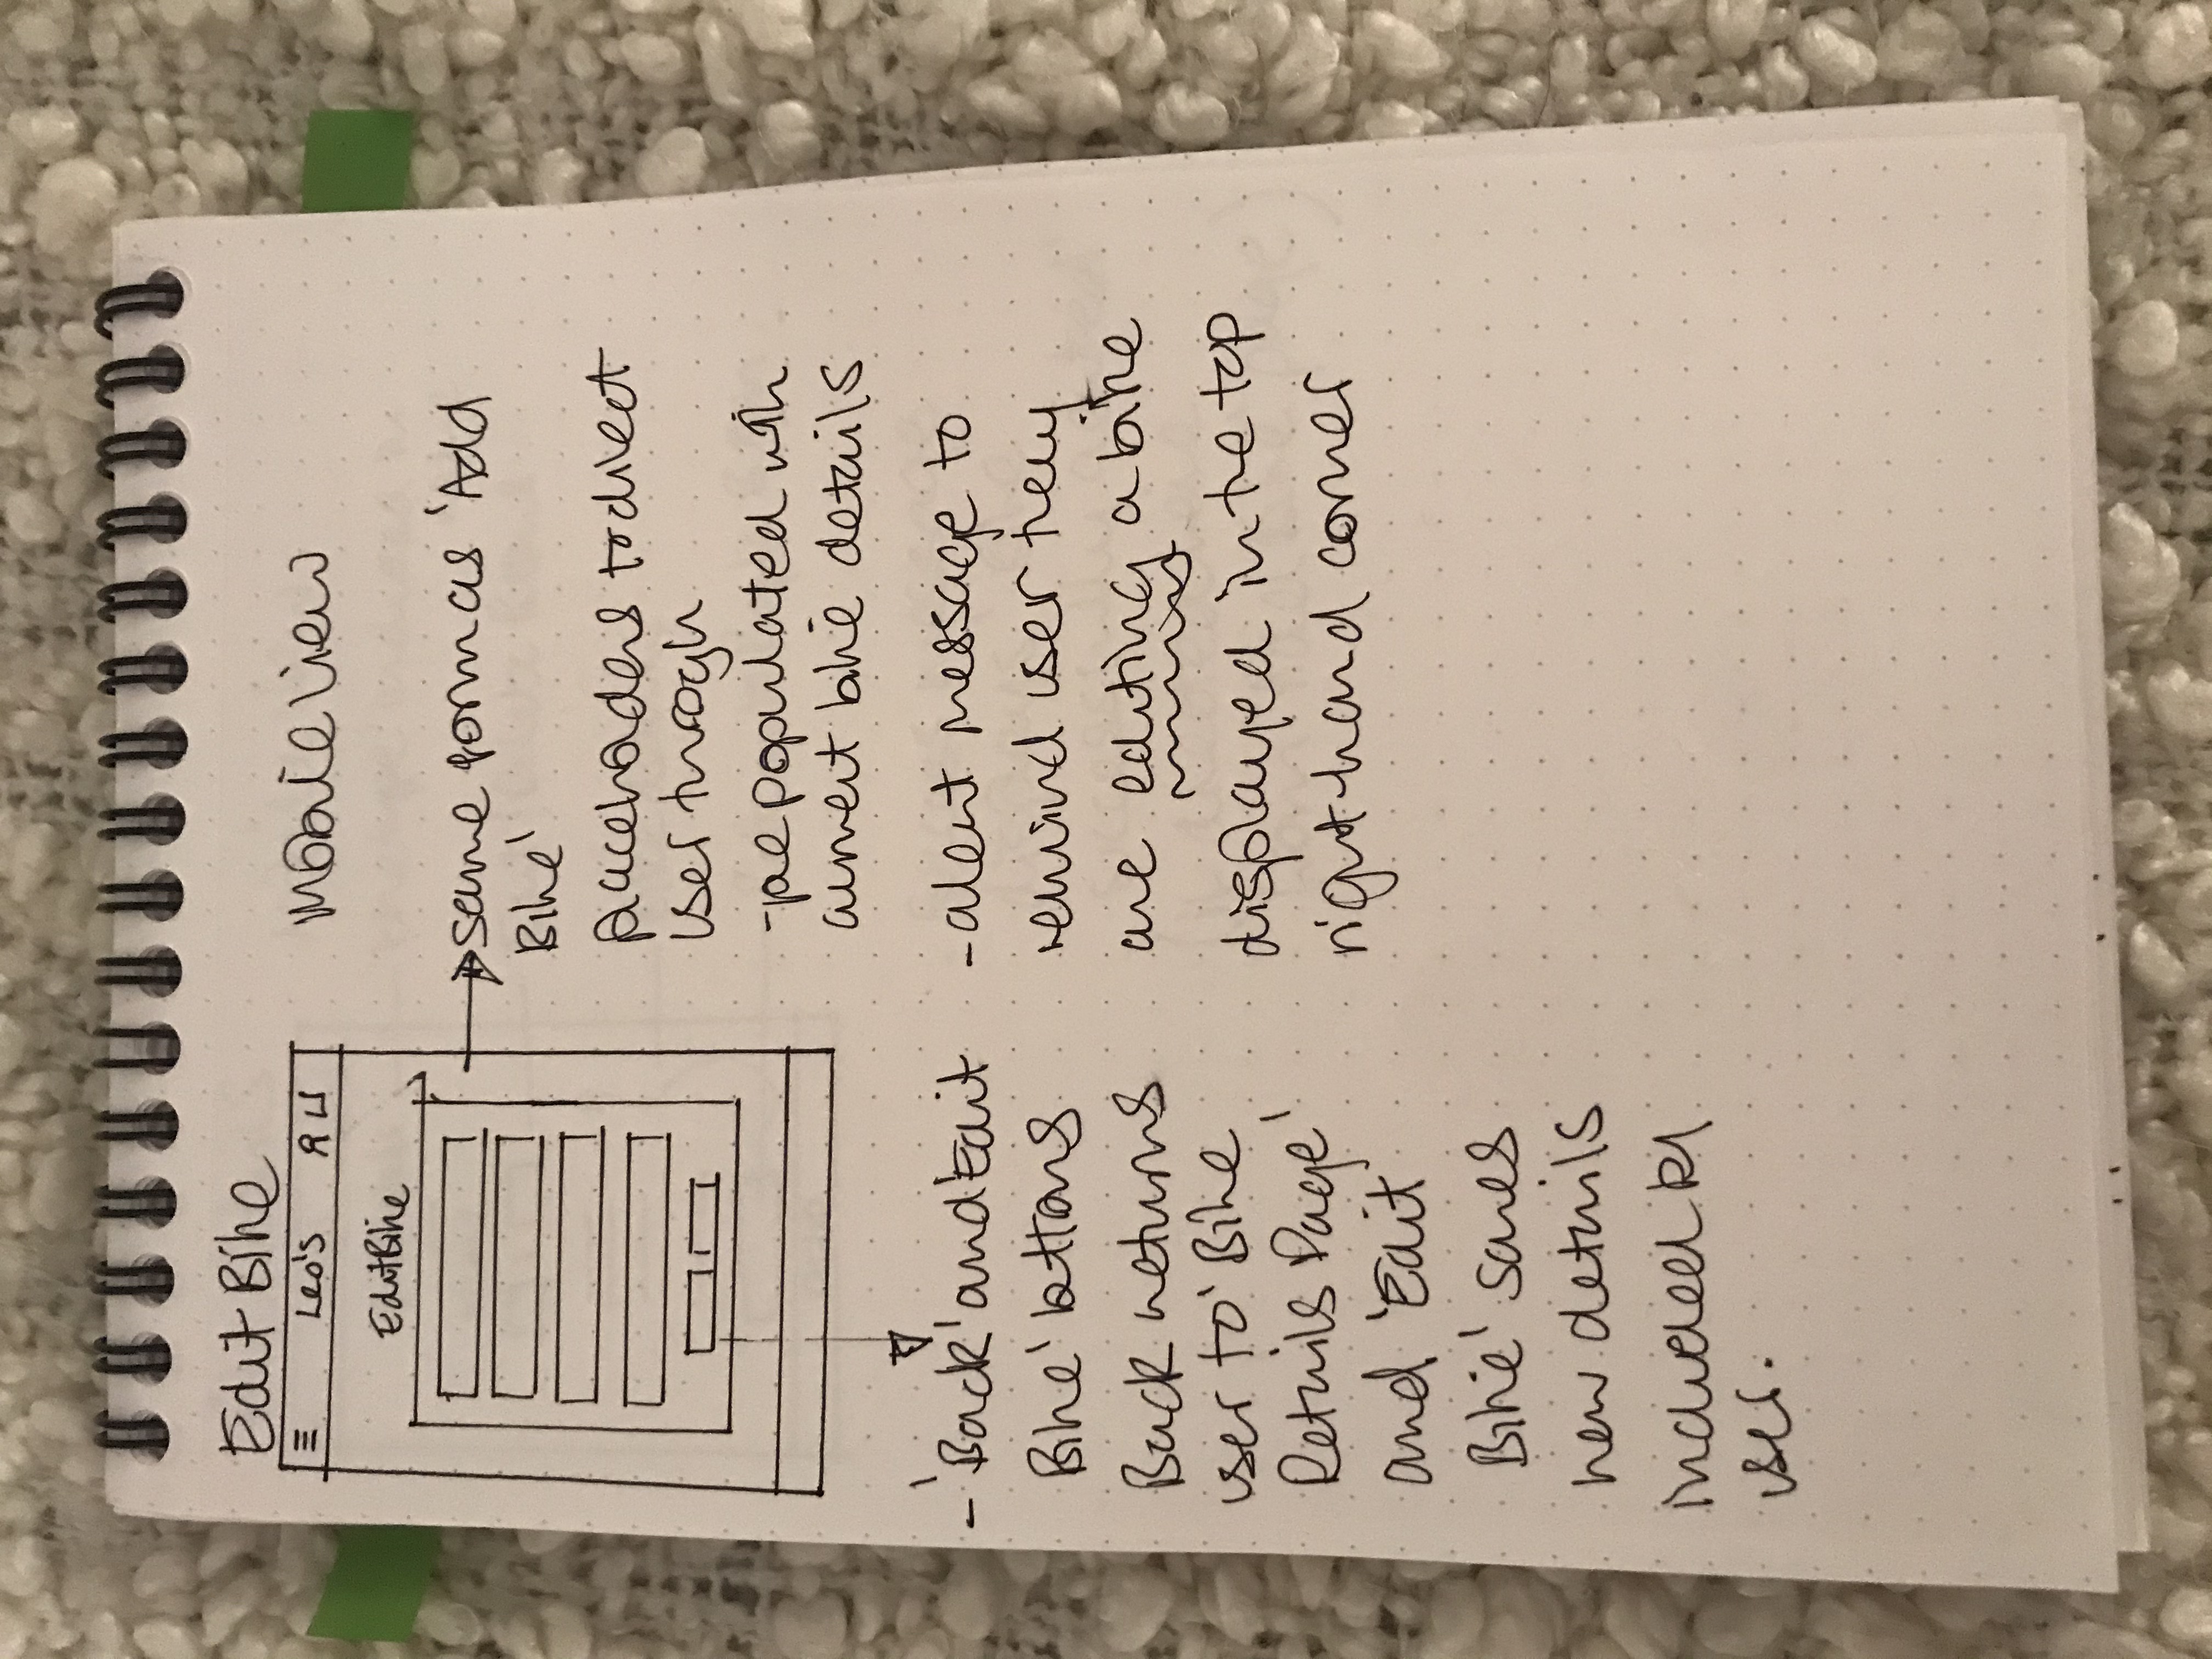 Edit Bike
Leo's
Edit Bike
Mobile View
same form as 'Add
Bike'
placeholders to direct
user through
- pre populated with
current bike details
- alert message to
remind user they
are editing a bike
displayed in the top
right hand corner
- 'Back' and 'Edit
Bike' buttons
Back returns
user to 'Bike
Details Page'
and 'Edit
Bike' saves
new details
included by
user.